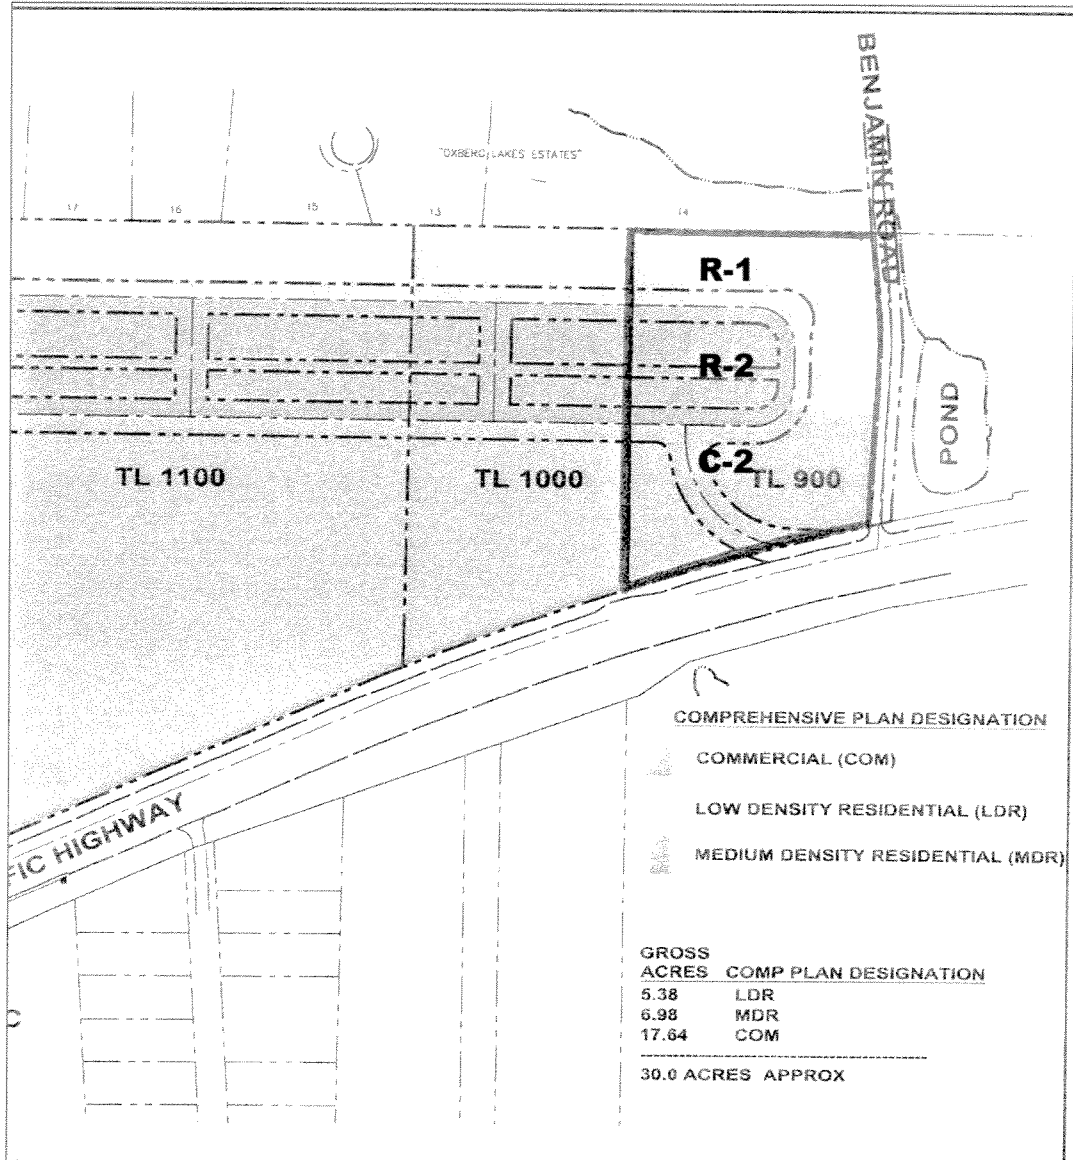 BENJAMIN ROAD
"OXBERG LAKES ESTATES"
17
16
15
13
14
R-1
R-2
C-2
TL 1100
TL 1000
TL 900
POND
FIC HIGHWAY
COMPREHENSIVE PLAN DESIGNATION
COMMERCIAL (COM)
LOW DENSITY RESIDENTIAL (LDR)
MEDIUM DENSITY RESIDENTIAL (MDR)
GROSS
ACRES COMP PLAN DESIGNATION
5.38 LDR
6.98 MDR
17.64 COM
30.0 ACRES APPROX
C